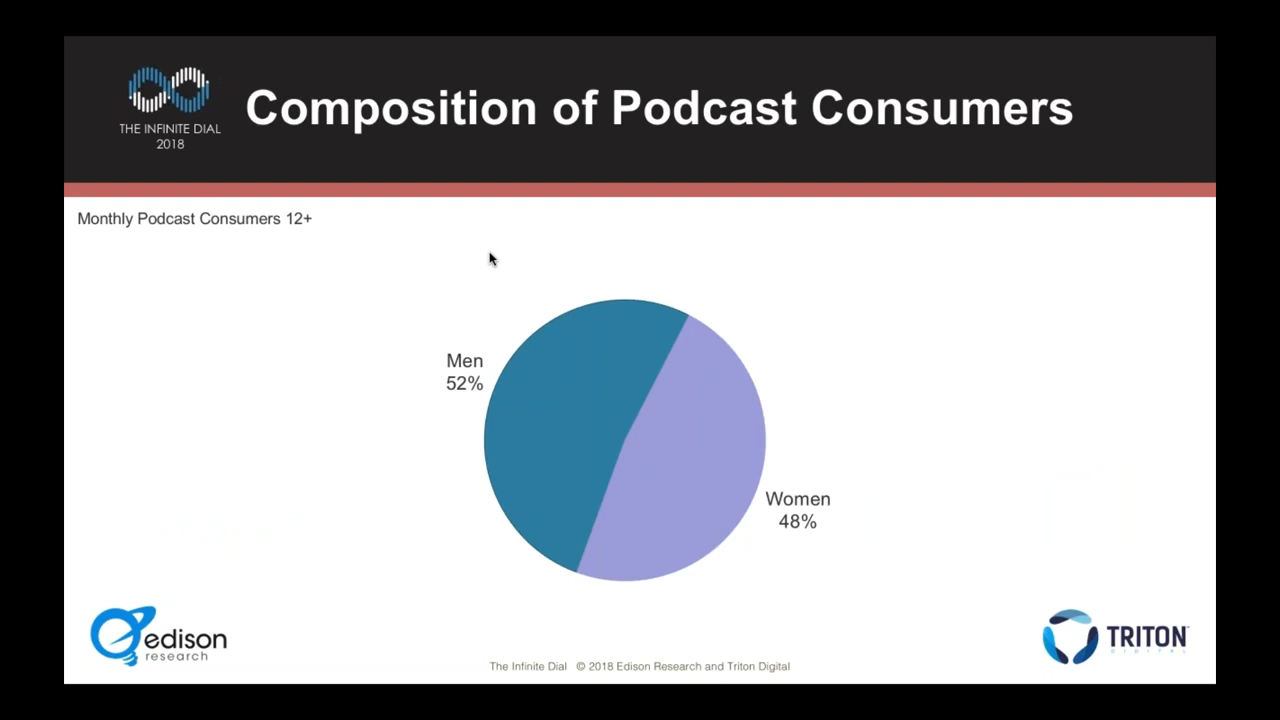 THE INFINITE DIAL
2018
Composition of Podcast Consumers
Monthly Podcast Consumers 12+
Men
52%
Women
48%
edison
research
The Infinite Dial © 2018 Edison Research and Triton Digital
TRITON
DIGITAL